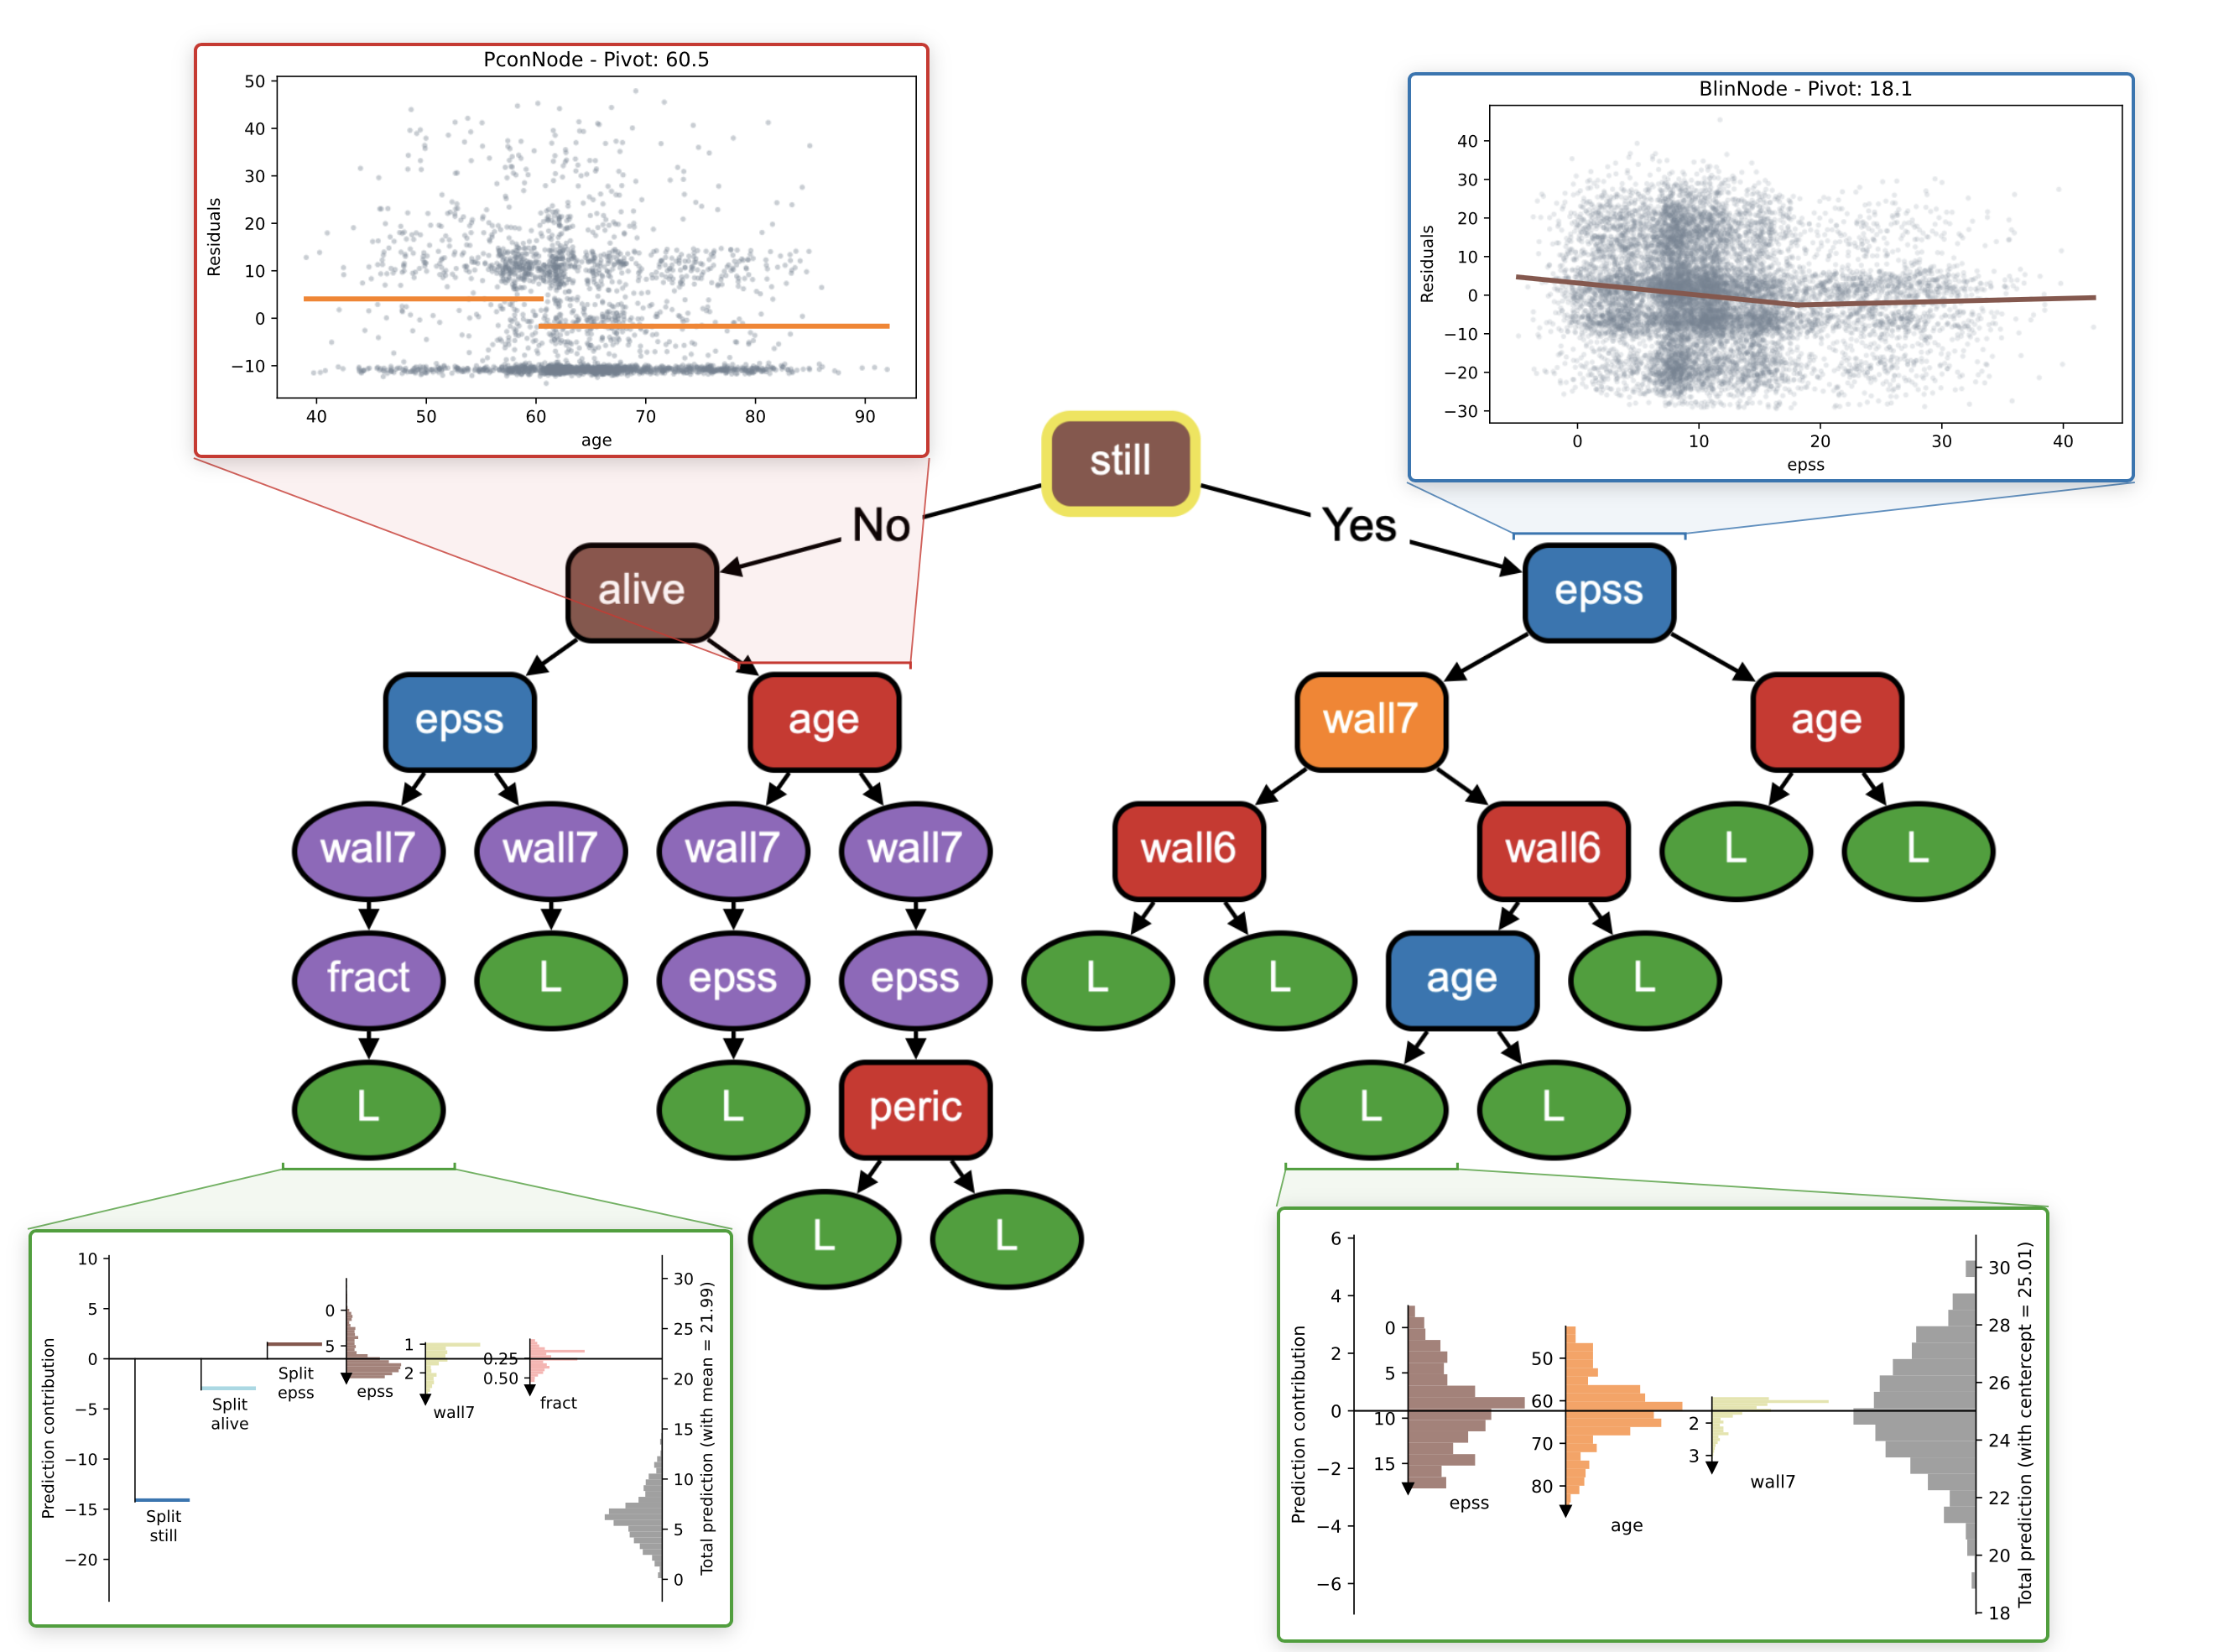 PconNode - Pivot: 60.5
50
40
30
20
10
0
−10
Residuals
40 50 60 70 80 90
age
BlinNode - Pivot: 18.1
40
30
20
10
0
−10
−20
−30
Residuals
0 10 20 30 40
epss
still
No
Yes
alive
epss
epss
age
wall7
age
wall7
wall7
wall7
wall7
wall6
wall6
L
L
fract
L
epss
epss
L
L
age
L
L
L
peric
L
L
L
L
10
5
0
−5
−10
−15
−20
Prediction contribution
Split
still
Split
alive
Split
epss
0
5
epss
1
2
wall7
0.25
0.50
fract
30
25
20
15
10
5
0
Total prediction (with mean = 21.99)
6
4
2
0
−2
−4
−6
Prediction contribution
0
5
10
15
epss
50
60
70
80
age
2
3
wall7
30
28
26
24
22
20
18
Total prediction (with centercept = 25.01)